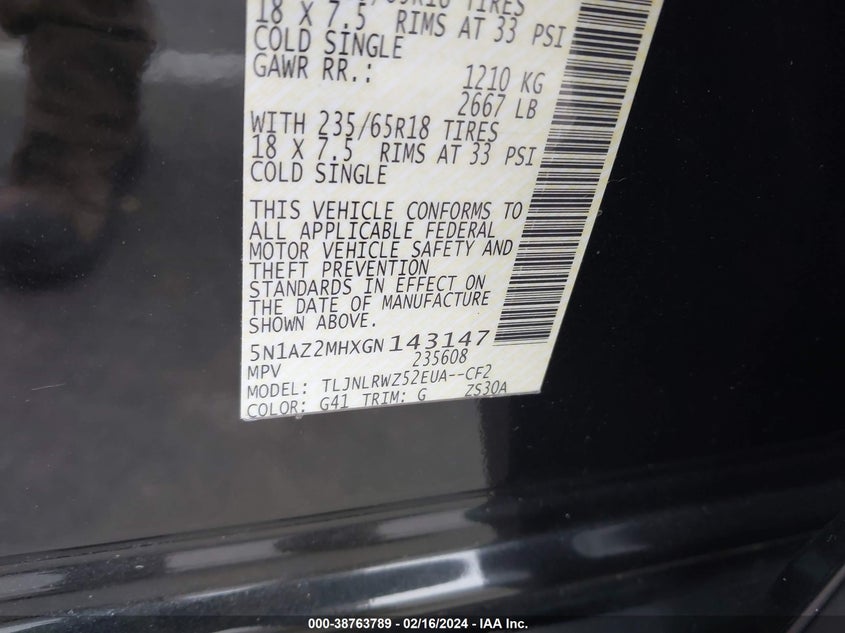 18 X 7.5 RIMS AT 33 PSI
COLD SINGLE
GAWR RR.: 1210 KG
2667 LB
WITH 235/65R18 TIRES
18 X 7.5 RIMS AT 33 PSI
COLD SINGLE
THIS VEHICLE CONFORMS TO
ALL APPLICABLE FEDERAL
MOTOR VEHICLE SAFETY AND
THEFT PREVENTION
STANDARDS IN EFFECT ON
THE DATE OF MANUFACTURE
SHOWN ABOVE.
5N1AZ2MHXGN143147
MPV 235608
MODEL: TLJNLRWZ52EUA--CF2
COLOR: G41 TRIM: G ZS30A
000-38763789 - 02/16/2024 - IAA Inc.